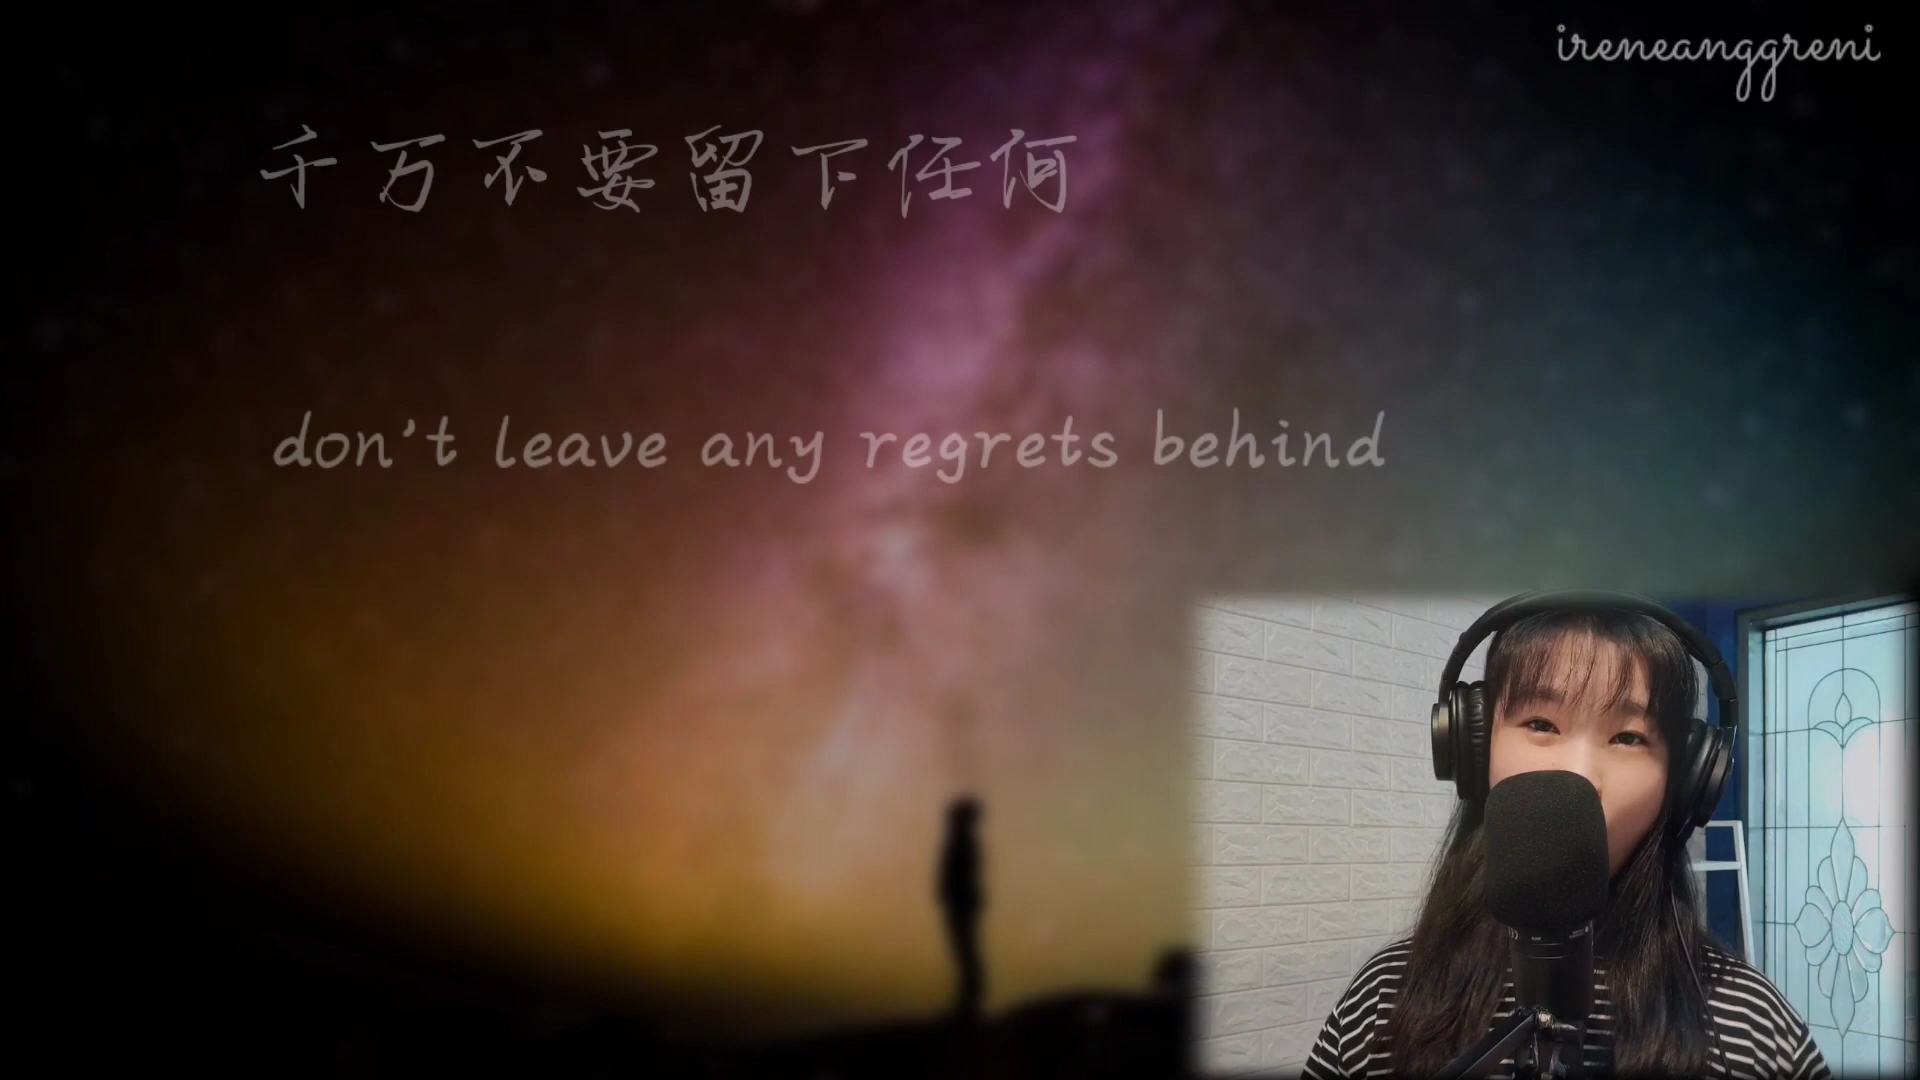 ireneanggreni
千万不要留下任何
don't leave any regrets behind